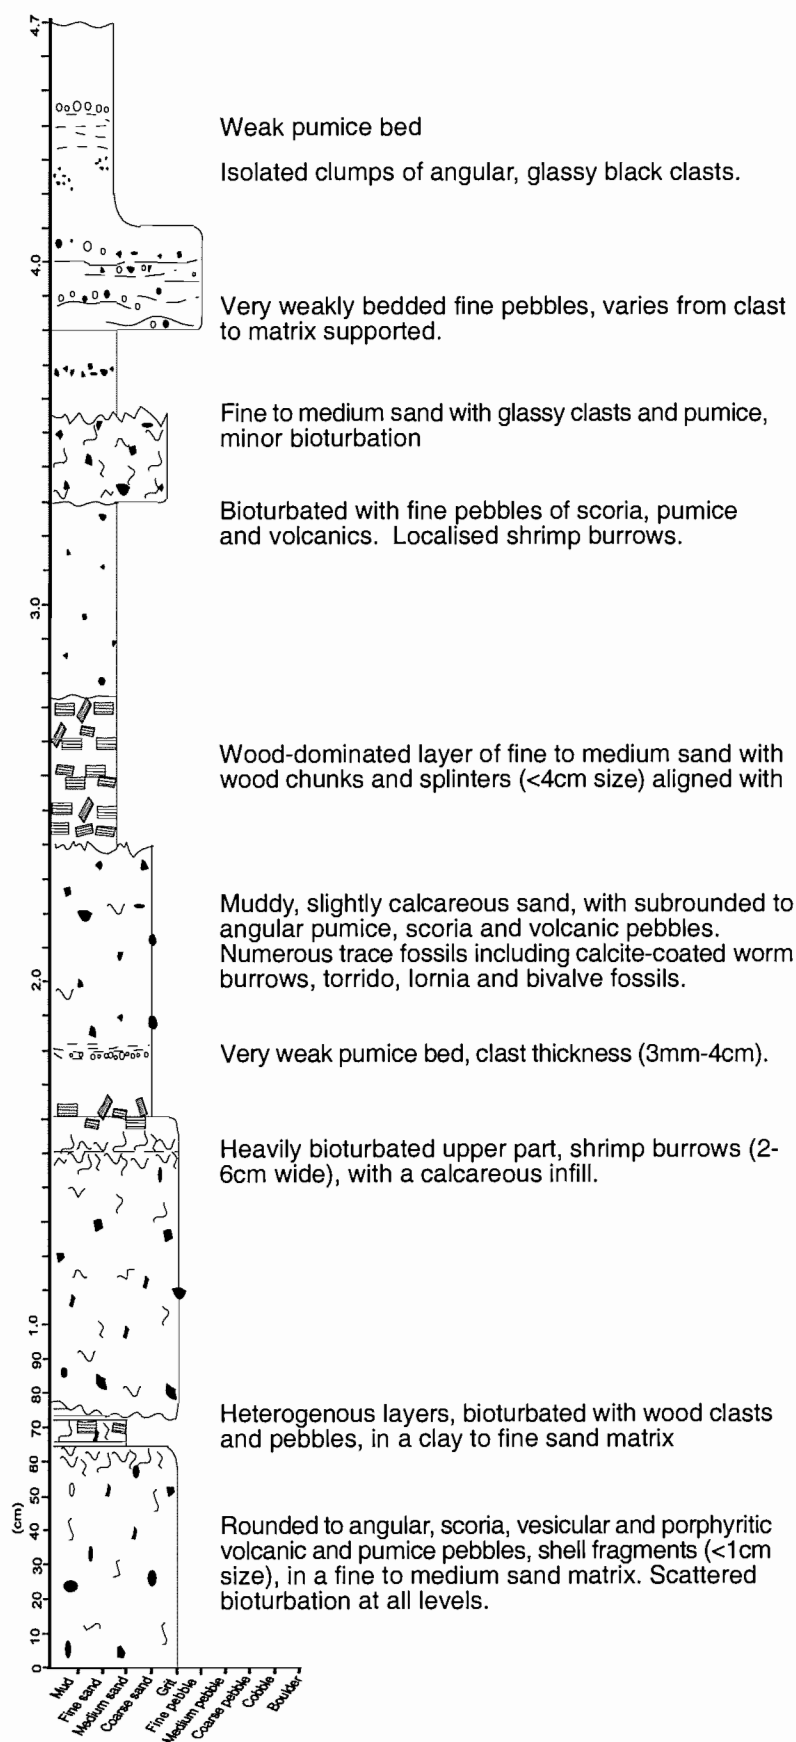 4.7
Weak pumice bed
Isolated clumps of angular, glassy black clasts.
4.0
Very weakly bedded fine pebbles, varies from clast
to matrix supported.
Fine to medium sand with glassy clasts and pumice,
minor bioturbation
Bioturbated with fine pebbles of scoria, pumice
and volcanics. Localised shrimp burrows.
3.0
Wood-dominated layer of fine to medium sand with
wood chunks and splinters (<4cm size) aligned with
Muddy, slightly calcareous sand, with subrounded to
angular pumice, scoria and volcanic pebbles.
Numerous trace fossils including calcite-coated worm
burrows, torrido, lornia and bivalve fossils.
2.0
Very weak pumice bed, clast thickness (3mm-4cm).
Heavily bioturbated upper part, shrimp burrows (2-
6cm wide), with a calcareous infill.
1.0
90
80
Heterogenous layers, bioturbated with wood clasts
and pebbles, in a clay to fine sand matrix
70
60
50
(cm)
40
Rounded to angular, scoria, vesicular and porphyritic
volcanic and pumice pebbles, shell fragments (<1cm
size), in a fine to medium sand matrix. Scattered
bioturbation at all levels.
30
20
10
0
Mud
Fine sand
Medium sand
Coarse sand
Grit
Fine pebble
Medium pebble
Coarse pebble
Cobble
Boulder